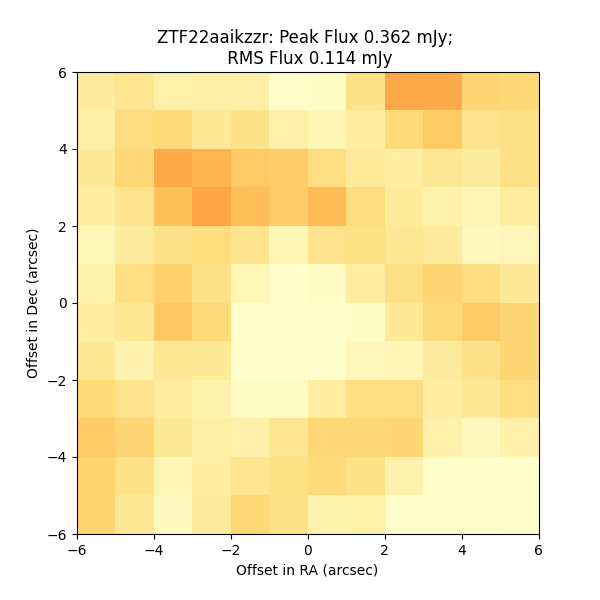 ZTF22aaikzzr: Peak Flux 0.362 mJy;
RMS Flux 0.114 mJy
6
4
2
0
−2
−4
−6
Offset in Dec (arcsec)
−6 −4 −2 0 2 4 6
Offset in RA (arcsec)